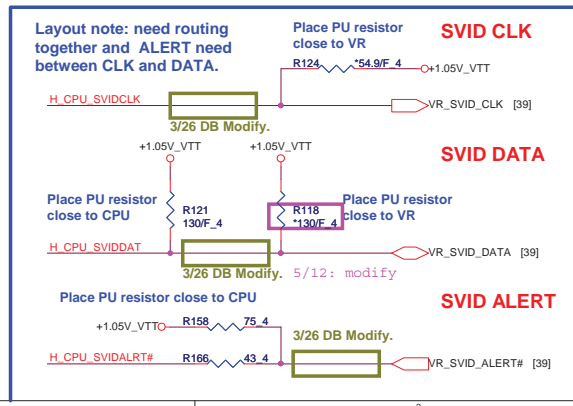 Layout note: need routing
together and ALERT need
between CLK and DATA.
Place PU resistor
close to VR
SVID CLK
R124 *54.9/F_4 +1.05V_VTT
H_CPU_SVIDCLK VR_SVID_CLK [39]
3/26 DB Modify.
+1.05V_VTT +1.05V_VTT
SVID DATA
Place PU resistor
close to CPU
R121
130/F_4
R118
*130/F_4
Place PU resistor
close to VR
H_CPU_SVIDDAT VR_SVID_DATA [39]
3/26 DB Modify. 5/12: modify
Place PU resistor close to CPU
SVID ALERT
+1.05V_VTT R158 75_4
3/26 DB Modify.
H_CPU_SVIDALRT# R166 43_4 VR_SVID_ALERT# [39]